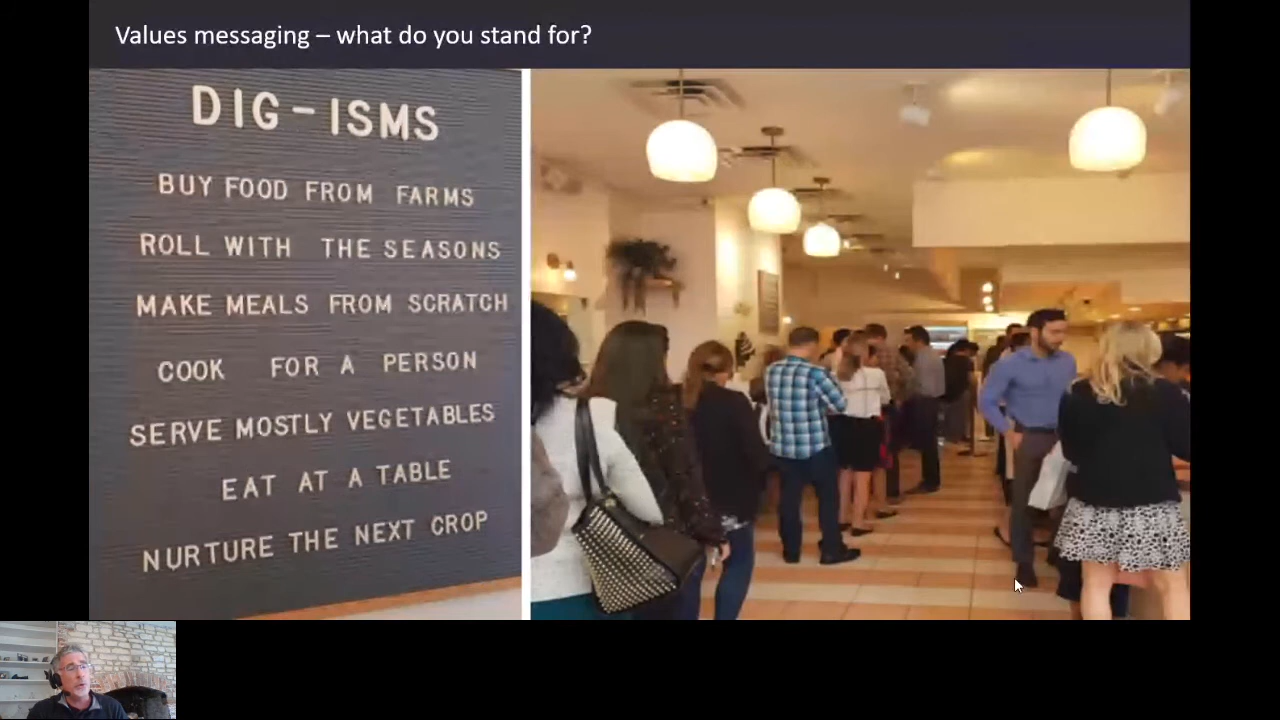 Values messaging – what do you stand for?
DIG-ISMS
BUY FOOD FROM FARMS
ROLL WITH THE SEASONS
MAKE MEALS FROM SCRATCH
COOK FOR A PERSON
SERVE MOSTLY VEGETABLES
EAT AT A TABLE
NURTURE THE NEXT CROP